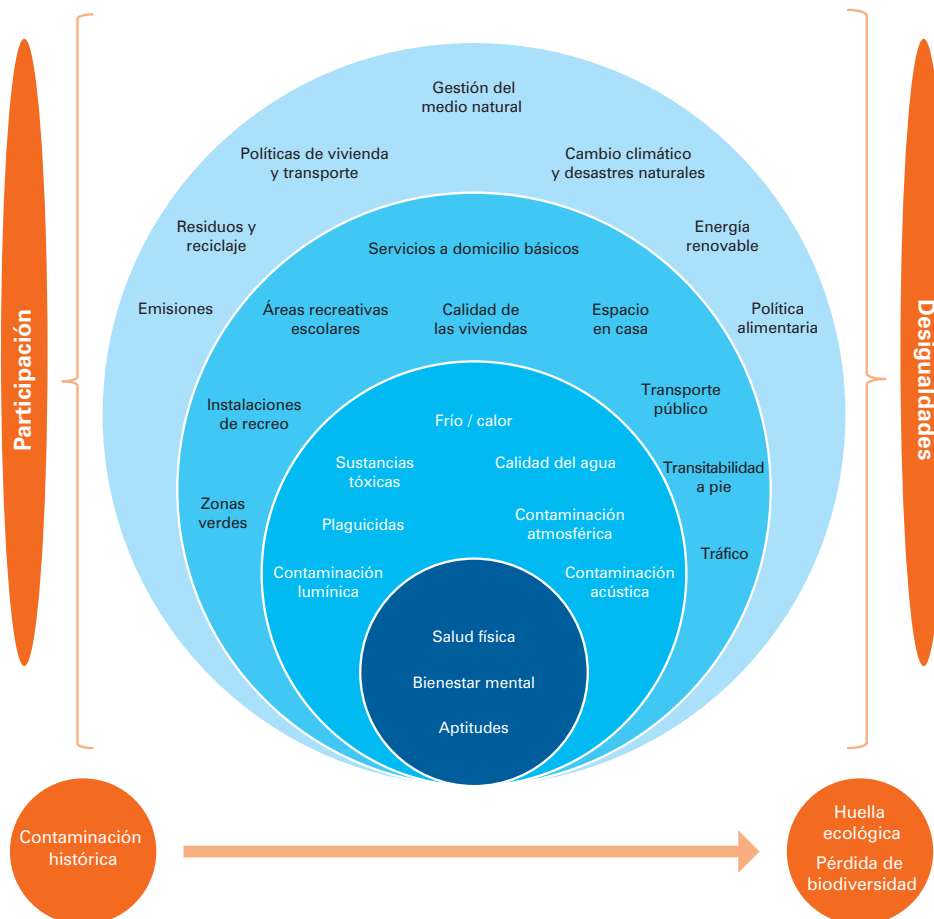 Gestión del
medio natural
Políticas de vivienda
y transporte
Cambio climático
y desastres naturales
Residuos y
reciclaje
Energía
renovable
Emisiones
Política
alimentaria
Servicios a domicilio básicos
Áreas recreativas
escolares
Calidad de
las viviendas
Espacio
en casa
Instalaciones
de recreo
Transporte
público
Zonas
verdes
Transitabilidad
a pie
Tráfico
Frío / calor
Sustancias
tóxicas
Calidad del agua
Plaguicidas
Contaminación
atmosférica
Contaminación
lumínica
Contaminación
acústica
Salud física
Bienestar mental
Aptitudes
Participación
Desigualdades
Contaminación
histórica
Huella
ecológica
Pérdida de
biodiversidad